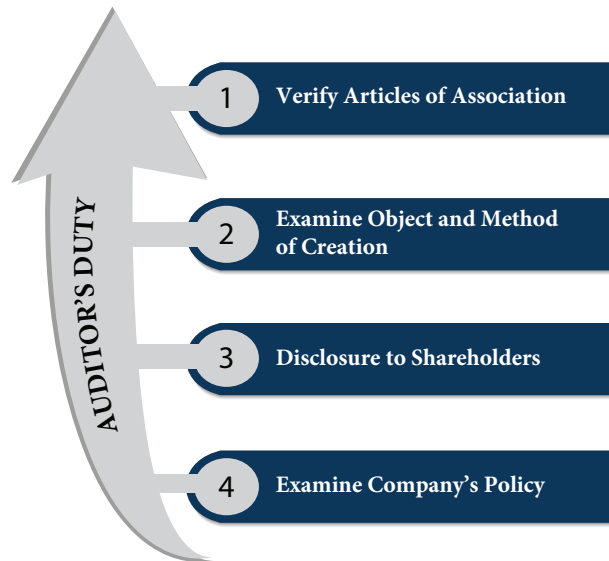 AUDITOR'S DUTY
1
Verify Articles of Association
2
Examine Object and Method
of Creation
3
Disclosure to Shareholders
4
Examine Company's Policy